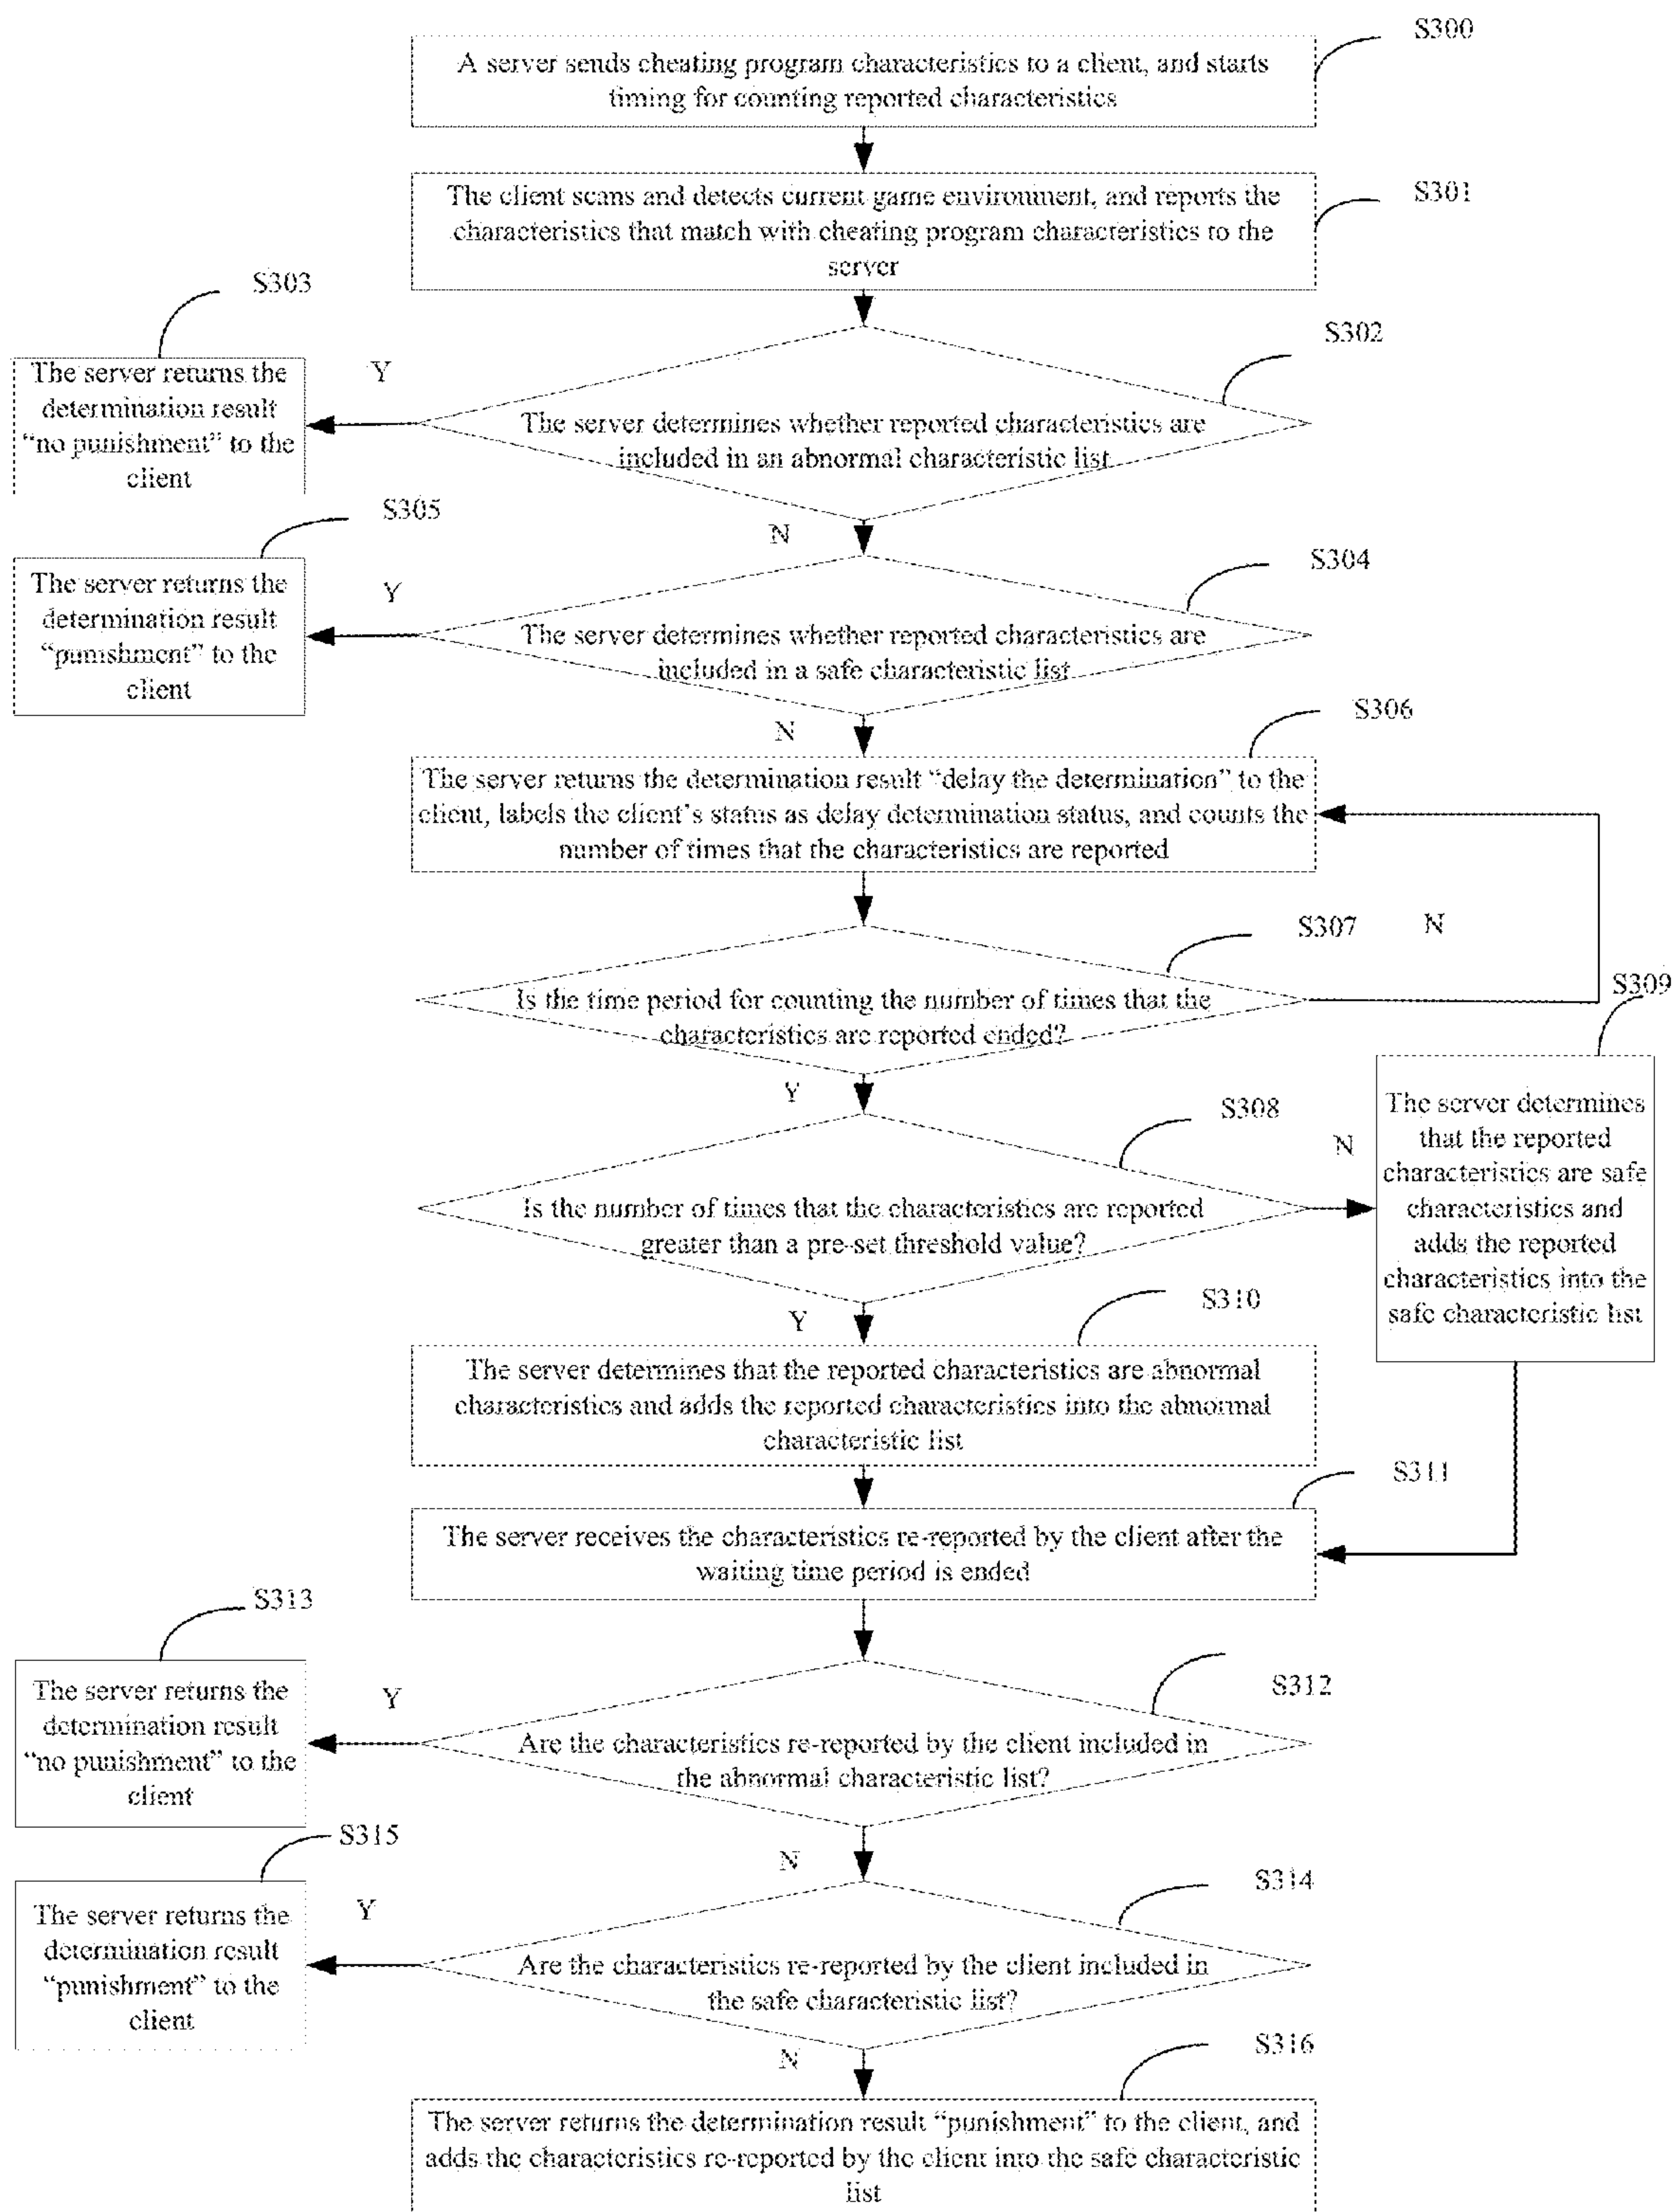 S300
A server sends cheating program characteristics to a client, and starts
timing for counting reported characteristics
S301
The client scans and detects current game environment, and reports the
characteristics that match with cheating program characteristics to the
server
S302
The server determines whether reported characteristics are
included in an abnormal characteristic list
Y
S303
The server returns the
determination result
“no punishment” to the
client
N
S304
The server determines whether reported characteristics are
included in a safe characteristic list
Y
S305
The server returns the
determination result
“punishment” to the
client
N
S306
The server returns the determination result “delay the determination” to the
client, labels the client’s status as delay determination status, and counts the
number of times that the characteristics are reported
S307
N
Is the time period for counting the number of times that the
characteristics are reported ended?
Y
S308
Is the number of times that the characteristics are reported
greater than a pre-set threshold value?
N
S309
The server determines
that the reported
characteristics are safe
characteristics and
adds the reported
characteristics into the
safe characteristic list
Y
S310
The server determines that the reported characteristics are abnormal
characteristics and adds the reported characteristics into the abnormal
characteristic list
S311
The server receives the characteristics re-reported by the client after the
waiting time period is ended
S312
Are the characteristics re-reported by the client included in
the abnormal characteristic list?
Y
S313
The server returns the
determination result
“no punishment” to the
client
N
S314
Are the characteristics re-reported by the client included in
the safe characteristic list?
Y
S315
The server returns the
determination result
“punishment” to the
client
N
S316
The server returns the determination result “punishment” to the client, and
adds the characteristics re-reported by the client into the safe characteristic
list